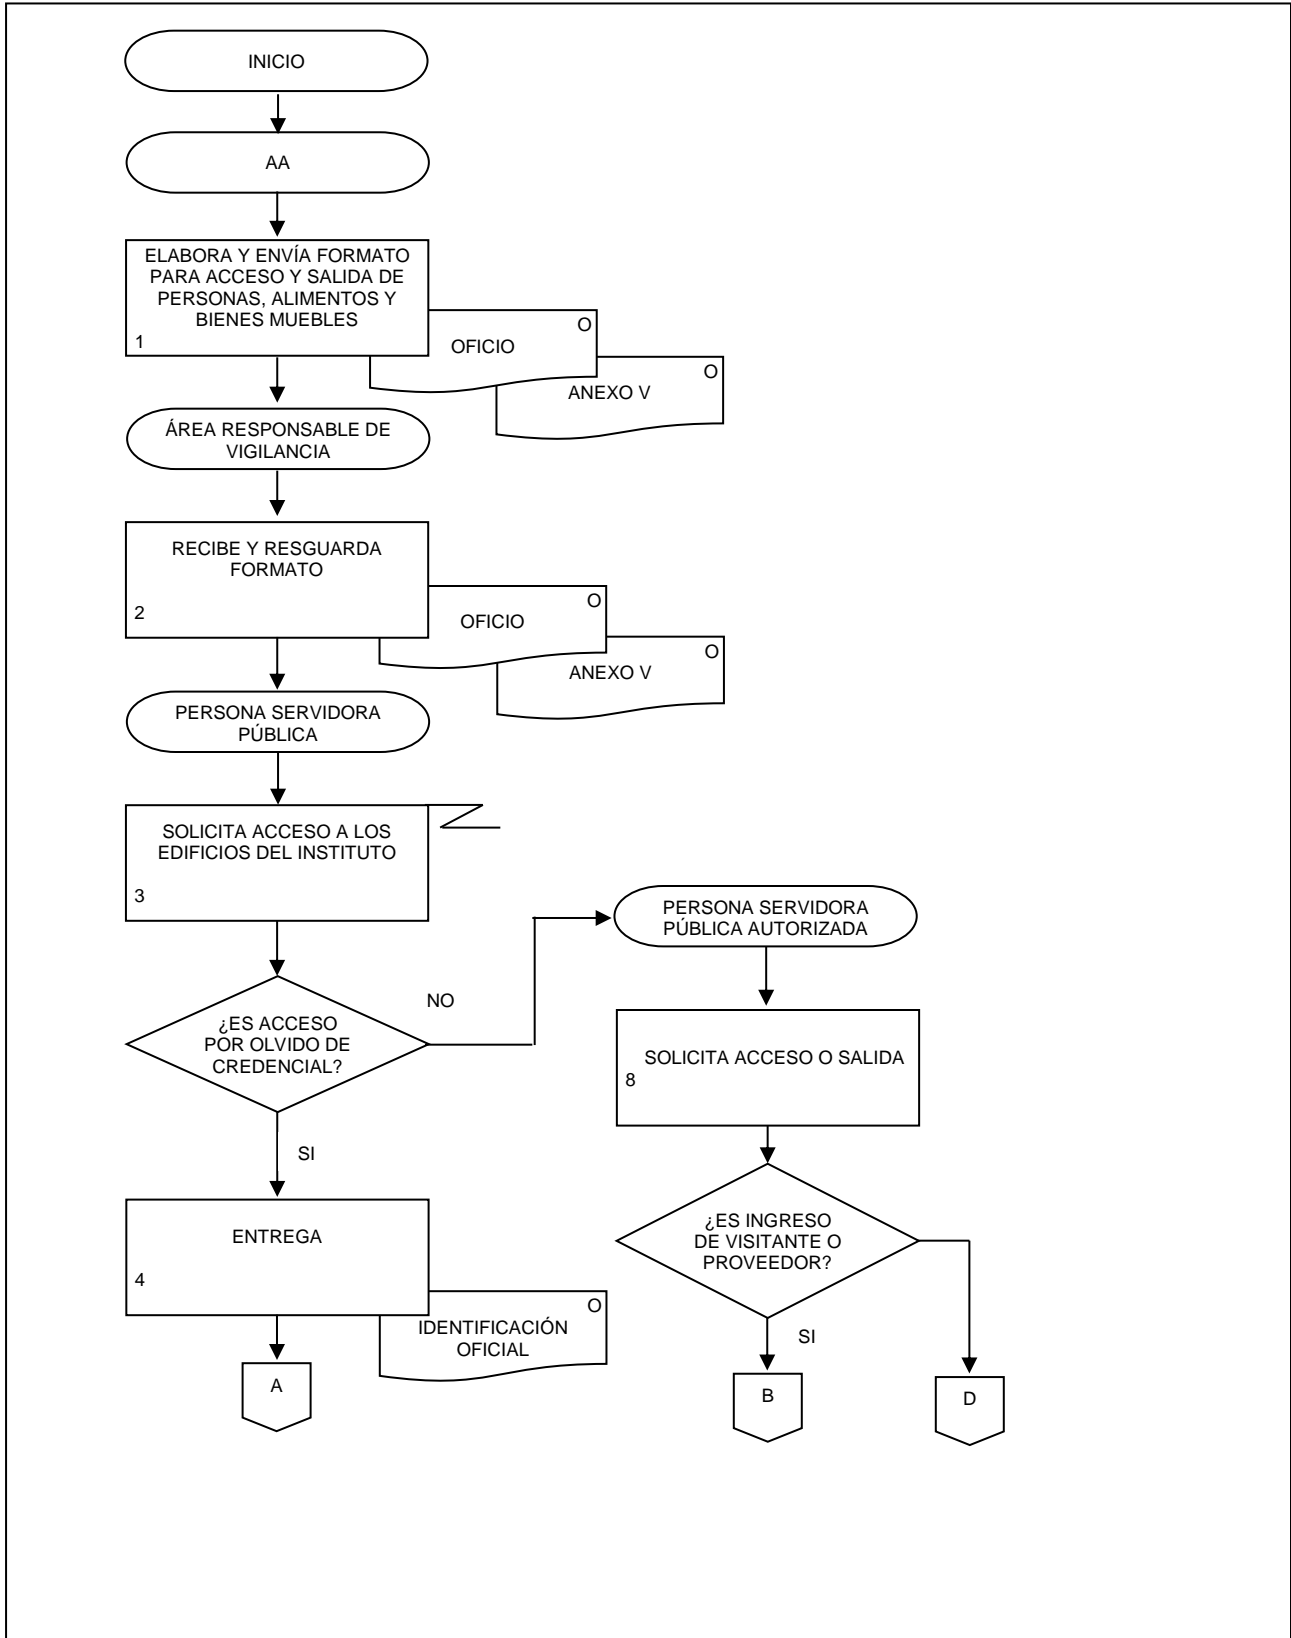 INICIO
AA
ELABORA Y ENVÍA FORMATO
PARA ACCESO Y SALIDA DE
PERSONAS, ALIMENTOS Y
BIENES MUEBLES
1
O
OFICIO
O
ANEXO V
ÁREA RESPONSABLE DE
VIGILANCIA
RECIBE Y RESGUARDA
FORMATO
2
O
OFICIO
O
ANEXO V
PERSONA SERVIDORA
PÚBLICA
SOLICITA ACCESO A LOS
EDIFICIOS DEL INSTITUTO
3
¿ES ACCESO
POR OLVIDO DE
CREDENCIAL?
NO
SI
ENTREGA
4
O
IDENTIFICACIÓN
OFICIAL
A
PERSONA SERVIDORA
PÚBLICA AUTORIZADA
SOLICITA ACCESO O SALIDA
8
¿ES INGRESO
DE VISITANTE O
PROVEEDOR?
SI
B
D